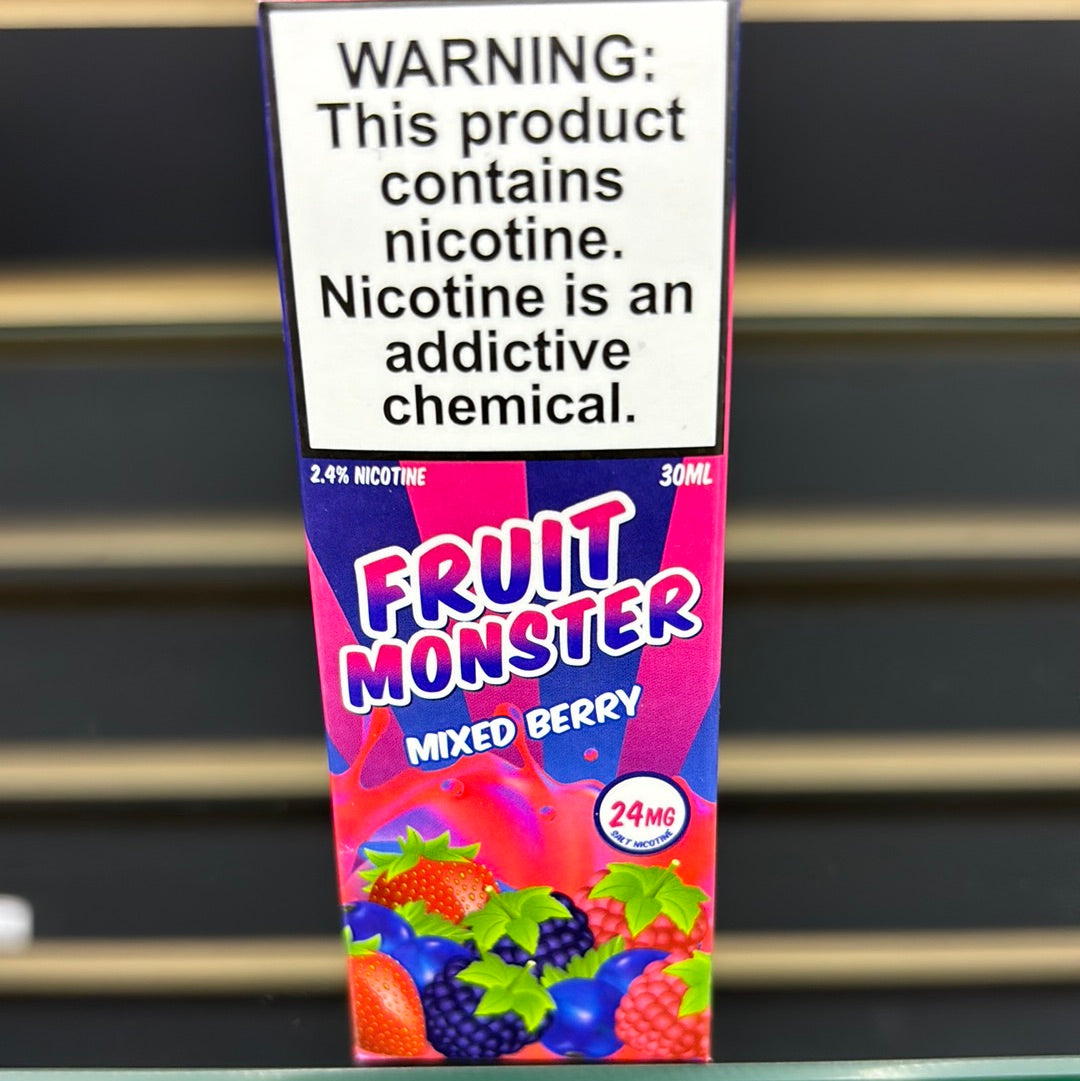 WARNING:
This product
contains
nicotine.
Nicotine is an
addictive
chemical.
2.4% NICOTINE 30ML
FRUIT
MONSTER
MIXED BERRY
24MG
SALT NICOTINE